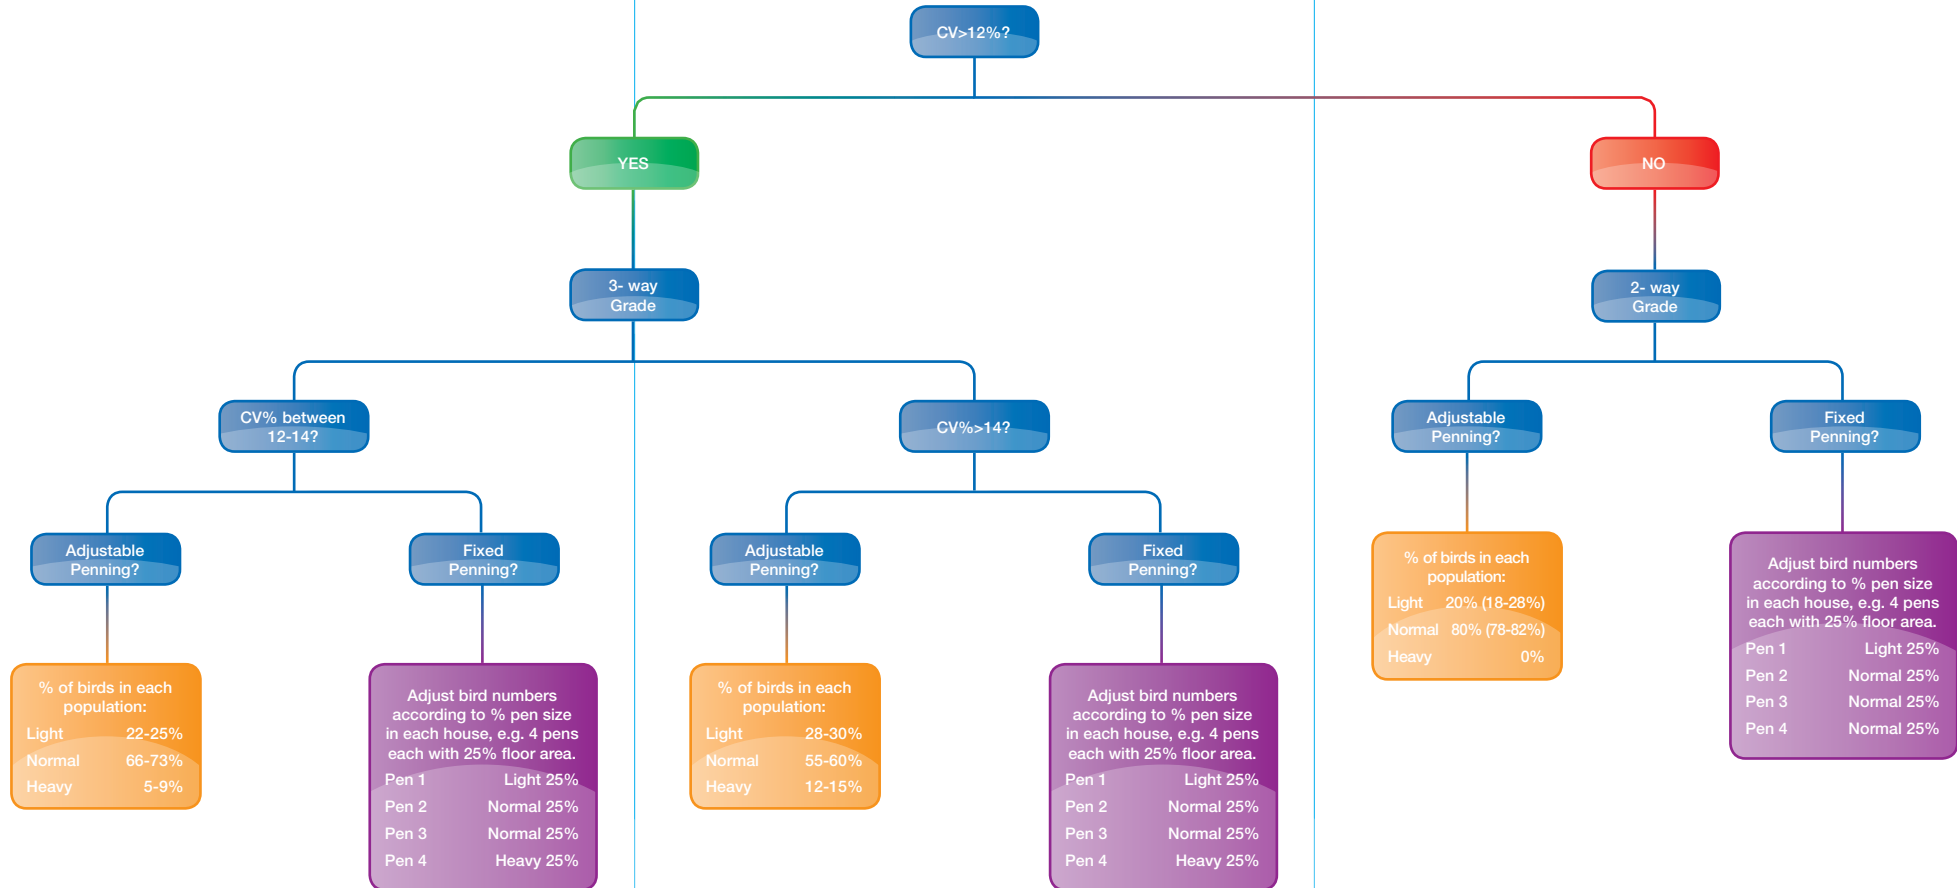 CV>12%?
YES
NO
3- way
Grade
2- way
Grade
CV% between
12-14?
CV%>14?
Adjustable
Penning?
Fixed
Penning?
Adjustable
Penning?
Fixed
Penning?
Adjustable
Penning?
Fixed
Penning?
% of birds in each
population:
Light 22-25%
Normal 66-73%
Heavy 5-9%
Adjust bird numbers
according to % pen size
in each house, e.g. 4 pens
each with 25% floor area.
Pen 1 Light 25%
Pen 2 Normal 25%
Pen 3 Normal 25%
Pen 4 Heavy 25%
% of birds in each
population:
Light 28-30%
Normal 55-60%
Heavy 12-15%
Adjust bird numbers
according to % pen size
in each house, e.g. 4 pens
each with 25% floor area.
Pen 1 Light 25%
Pen 2 Normal 25%
Pen 3 Normal 25%
Pen 4 Heavy 25%
% of birds in each
population:
Light 20% (18-28%)
Normal 80% (78-82%)
Heavy 0%
Adjust bird numbers
according to % pen size
in each house, e.g. 4 pens
each with 25% floor area.
Pen 1 Light 25%
Pen 2 Normal 25%
Pen 3 Normal 25%
Pen 4 Normal 25%